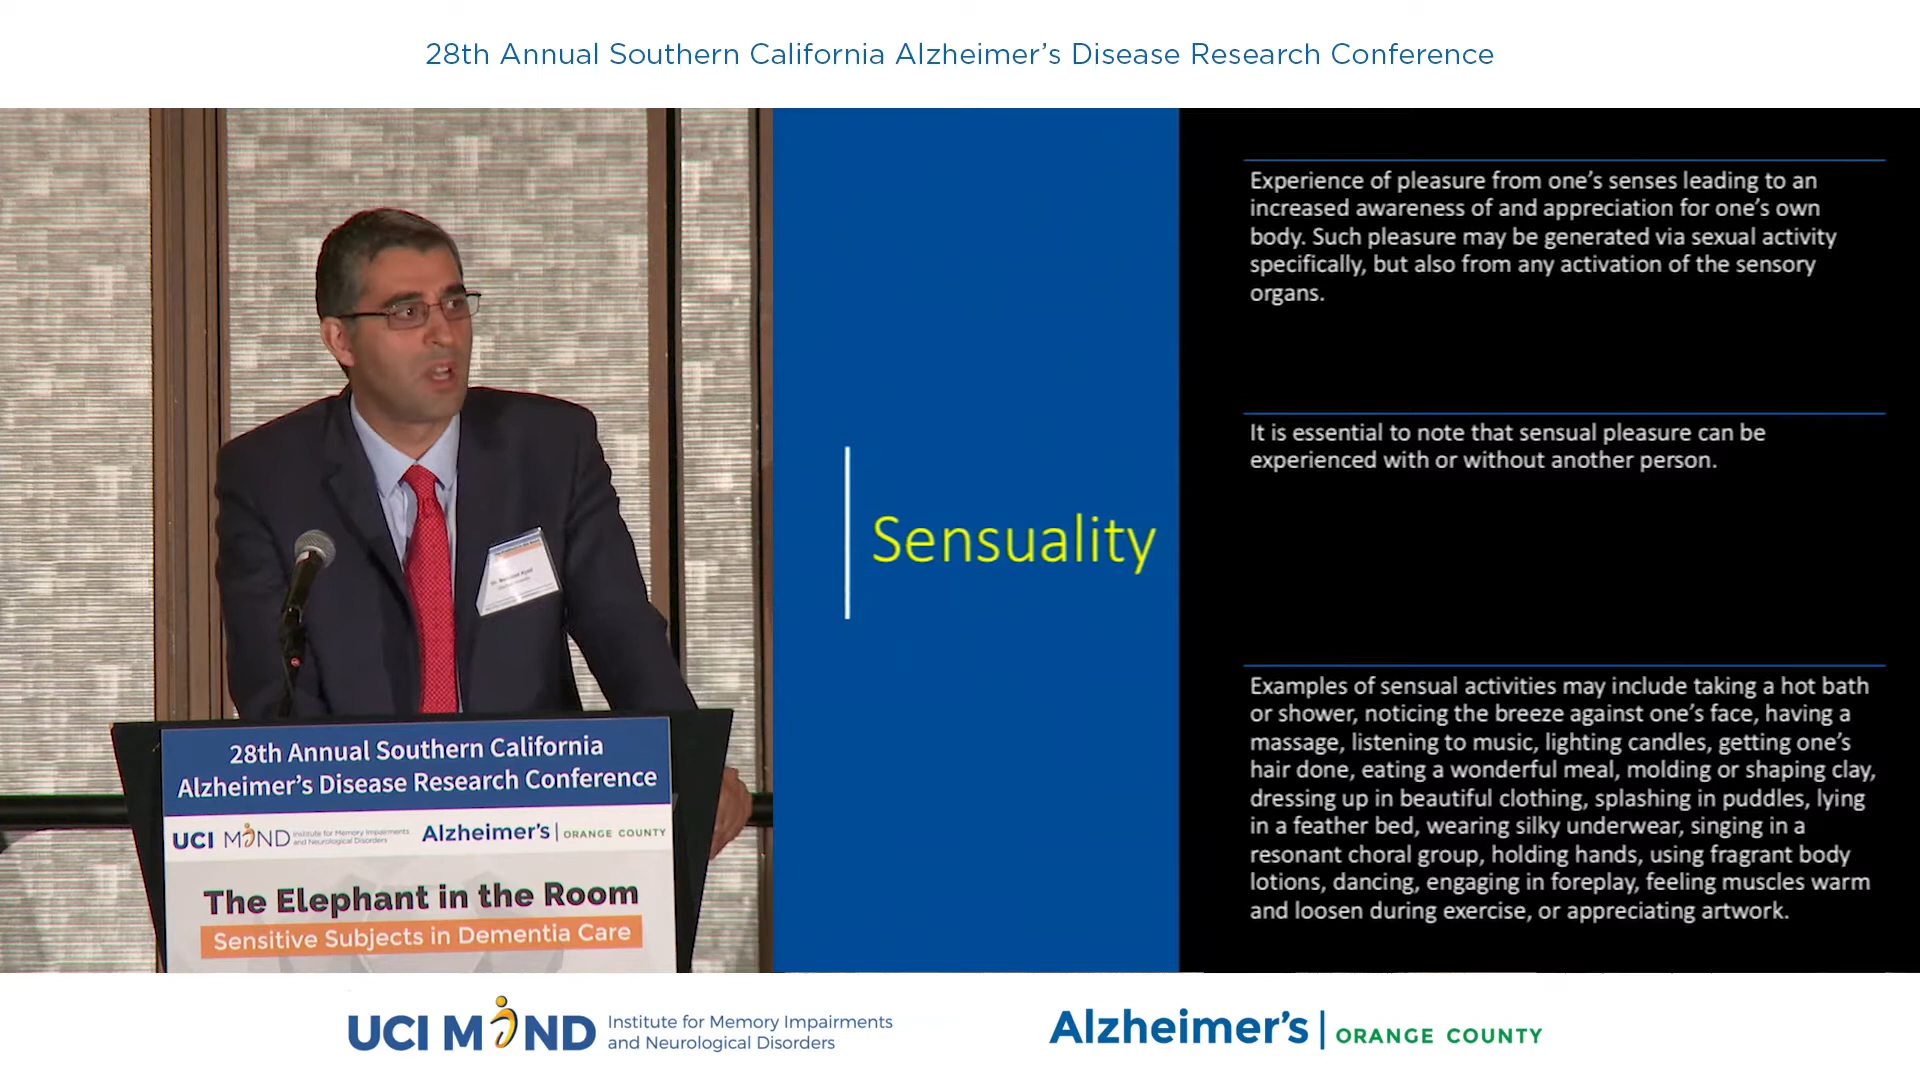 28th Annual Southern California Alzheimer's Disease Research Conference
28th Annual Southern California
Alzheimer's Disease Research Conference
UCI MIND Institute for Memory Impairments
and Neurological Disorders
Alzheimer's | ORANGE COUNTY
The Elephant in the Room
Sensitive Subjects in Dementia Care
Sensuality
Experience of pleasure from one's senses leading to an
increased awareness of and appreciation for one's own
body. Such pleasure may be generated via sexual activity
specifically, but also from any activation of the sensory
organs.
It is essential to note that sensual pleasure can be
experienced with or without another person.
Examples of sensual activities may include taking a hot bath
or shower, noticing the breeze against one's face, having a
massage, listening to music, lighting candles, getting one's
hair done, eating a wonderful meal, molding or shaping clay,
dressing up in beautiful clothing, splashing in puddles, lying
in a feather bed, wearing silky underwear, singing in a
resonant choral group, holding hands, using fragrant body
lotions, dancing, engaging in foreplay, feeling muscles warm
and loosen during exercise, or appreciating artwork.
UCI MIND Institute for Memory Impairments
and Neurological Disorders
Alzheimer's | ORANGE COUNTY